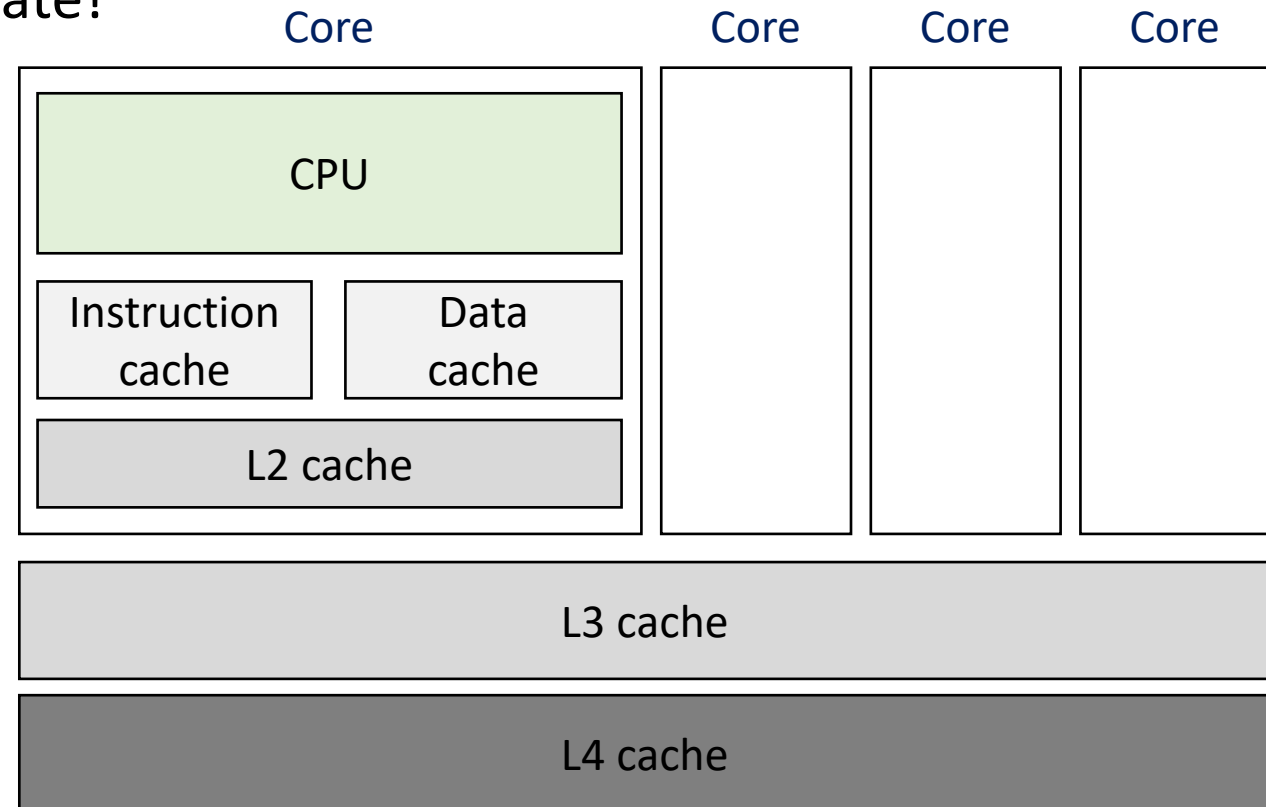 Core Core Core Core
CPU
Instruction
cache
Data
cache
L2 cache
L3 cache
L4 cache